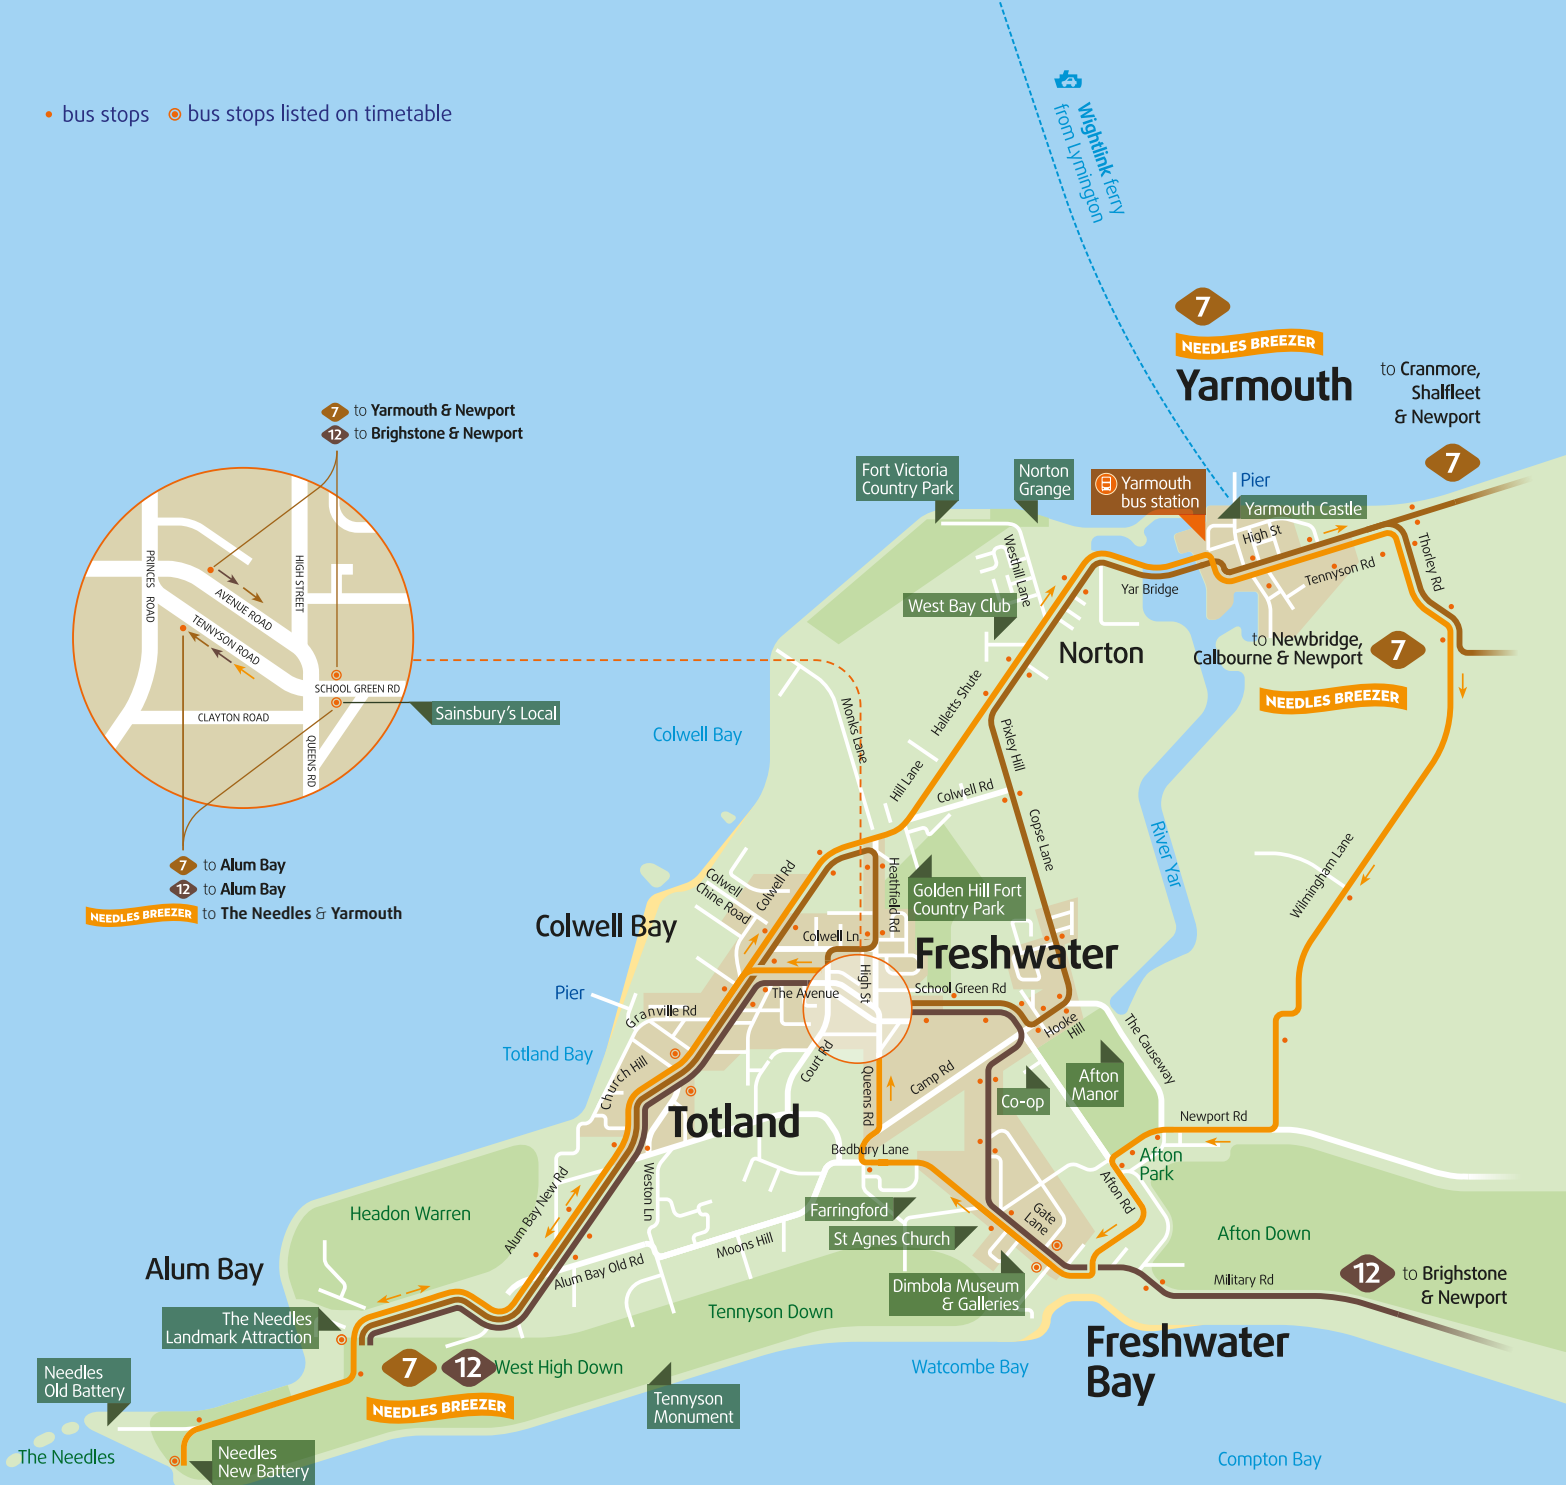 bus stops
bus stops listed on timetable
Wightlink ferry
from Lymington
7
NEEDLES BREEZER
Yarmouth
to Cranmore,
Shalfleet
& Newport
7
7 to Yarmouth & Newport
12 to Brighstone & Newport
PRINCES ROAD
HIGH STREET
AVENUE ROAD
TENNYSON ROAD
SCHOOL GREEN RD
CLAYTON ROAD
QUEENS RD
Sainsbury's Local
7 to Alum Bay
12 to Alum Bay
NEEDLES BREEZER to The Needles & Yarmouth
Fort Victoria
Country Park
Norton
Grange
Yarmouth
bus station
Pier
Yarmouth Castle
High St
Tennyson Rd
Thorley Rd
Westhill Lane
West Bay Club
Yar Bridge
Norton
to Newbridge,
Calbourne & Newport
7
NEEDLES BREEZER
Halletts Shute
Monks Lane
Pixley Hill
Hill Lane
Colwell Rd
Copse Lane
River Yar
Wilmingham Lane
Colwell Bay
Colwell
Chine Road
Colwell Rd
Heathfield Rd
Golden Hill Fort
Country Park
Colwell Bay
Colwell Ln
Freshwater
Pier
The Avenue
High St
School Green Rd
Granville Rd
Hooke
Hill
The Causeway
Totland Bay
Church Hill
Court Rd
Queens Rd
Camp Rd
Co-op
Afton
Manor
Totland
Newport Rd
Bedbury Lane
Afton
Park
Weston Ln
Alum Bay New Rd
Afton Rd
Headon Warren
Farringford
Gate
Lane
St Agnes Church
Afton Down
Moons Hill
Alum Bay Old Rd
Alum Bay
Dimbola Museum
& Galleries
Military Rd
12 to Brighstone
& Newport
Tennyson Down
The Needles
Landmark Attraction
Freshwater
Bay
7
12
West High Down
NEEDLES BREEZER
Watcombe Bay
Needles
Old Battery
Tennyson
Monument
The Needles
Needles
New Battery
Compton Bay